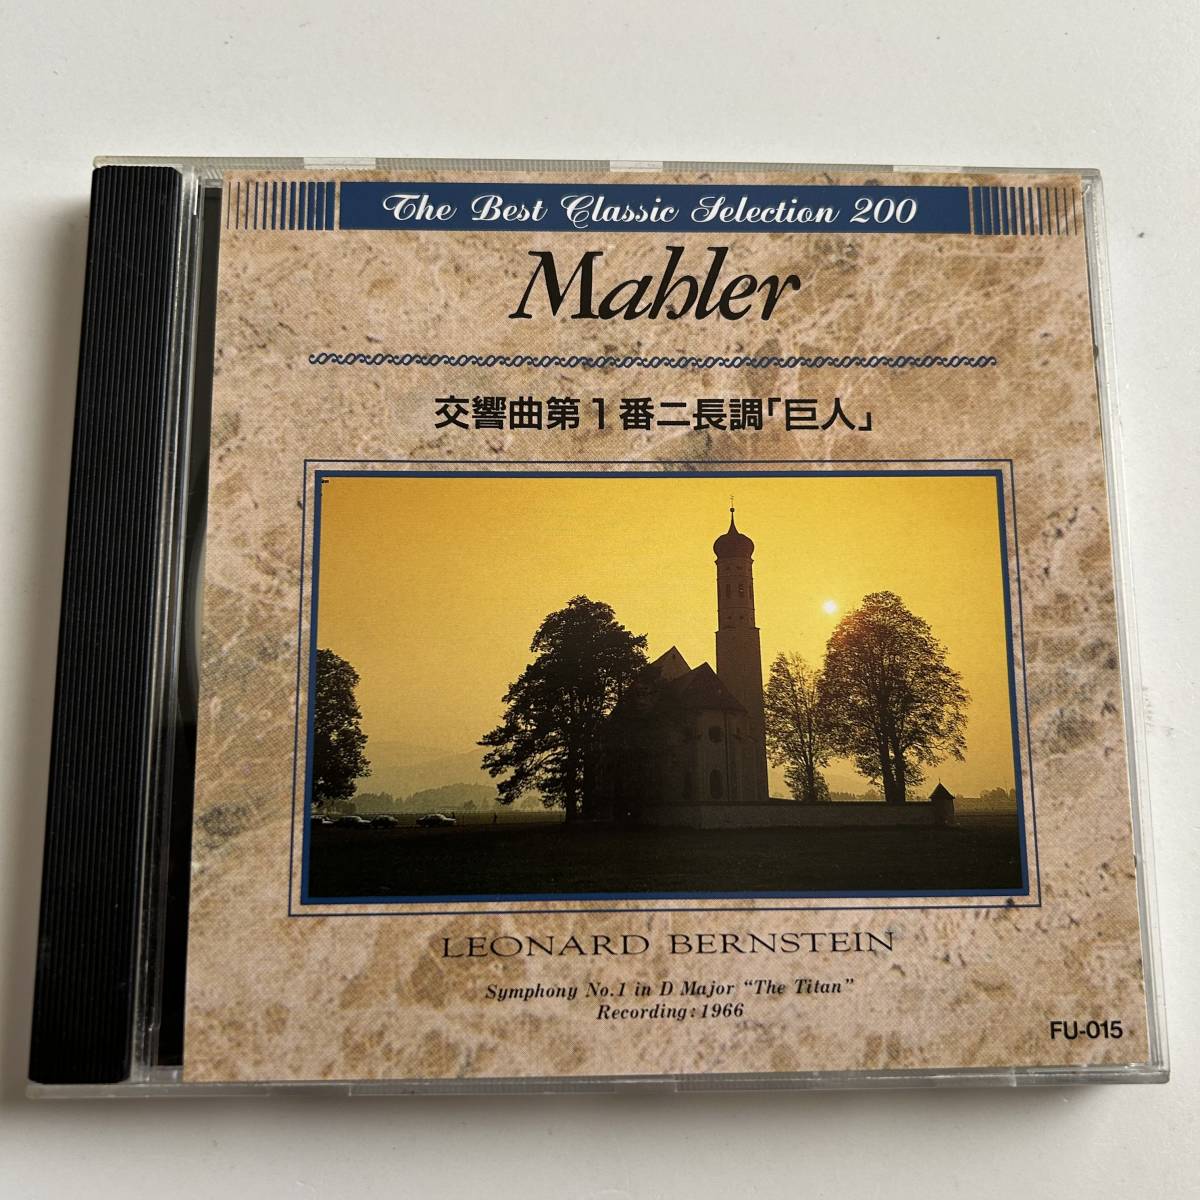 The Best Classic Selection 200
Mahler
交響曲第1番ニ長調「巨人」
LEONARD BERNSTEIN
Symphony No.1 in D Major “The Titan”
Recording:1966
FU-015